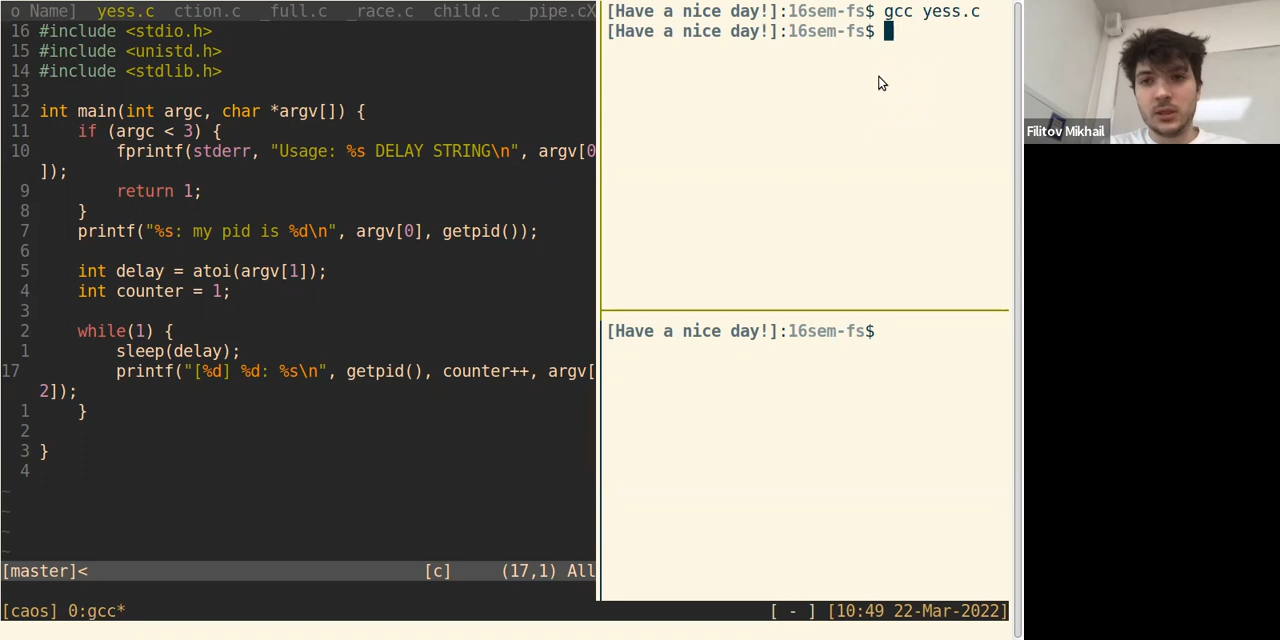 o Name]  yess.c  ction.c  _full.c  _race.c  child.c  _pipe.cX
16 #include <stdio.h>
15 #include <unistd.h>
14 #include <stdlib.h>
13
12 int main(int argc, char *argv[]) {
11     if (argc < 3) {
10         fprintf(stderr, "Usage: %s DELAY STRING\n", argv[0
]);
9         return 1;
8     }
7     printf("%s: my pid is %d\n", argv[0], getpid());
6
5     int delay = atoi(argv[1]);
4     int counter = 1;
3
2     while(1) {
1         sleep(delay);
17         printf("[%d] %d: %s\n", getpid(), counter++, argv[
2]);
1     }
2
3 }
4
~
~
~
~
[master]< [c] (17,1) All
[caos] 0:gcc* [ - ] [10:49 22-Mar-2022]
[Have a nice day!]:16sem-fs$ gcc yess.c
[Have a nice day!]:16sem-fs$
[Have a nice day!]:16sem-fs$
Filitov Mikhail